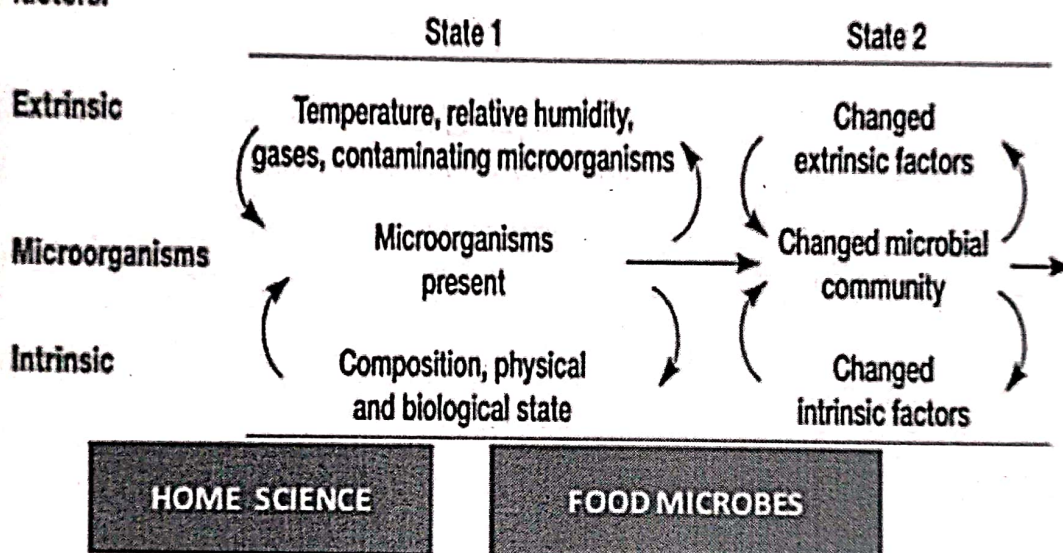 factors.
State 1 State 2
Extrinsic Temperature, relative humidity, Changed
gases, contaminating microorganisms extrinsic factors
Microorganisms Microorganisms Changed microbial
present community
Intrinsic Composition, physical Changed
and biological state intrinsic factors
HOME SCIENCE FOOD MICROBES